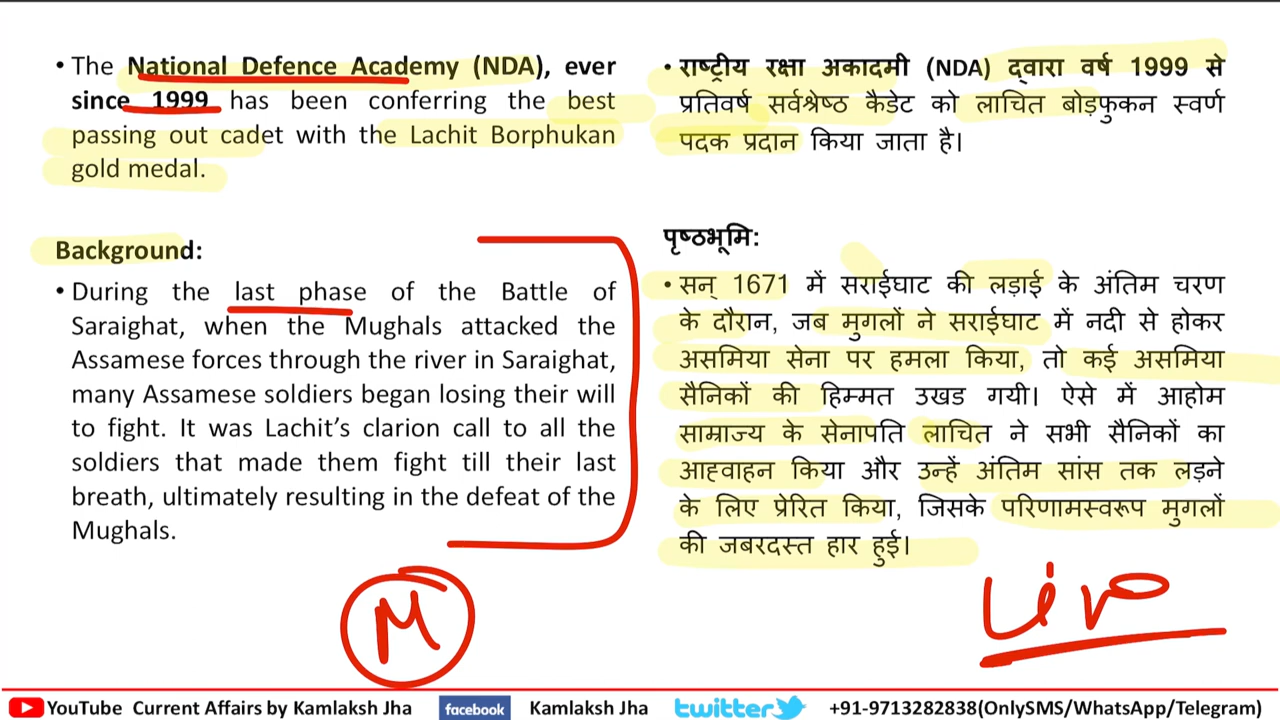 • The National Defence Academy (NDA), ever
since 1999 has been conferring the best
passing out cadet with the Lachit Borphukan
gold medal.
Background:
• During the last phase of the Battle of
Saraighat, when the Mughals attacked the
Assamese forces through the river in Saraighat,
many Assamese soldiers began losing their will
to fight. It was Lachit’s clarion call to all the
soldiers that made them fight till their last
breath, ultimately resulting in the defeat of the
Mughals.
• राष्ट्रीय रक्षा अकादमी (NDA) द्वारा वर्ष 1999 से
प्रतिवर्ष सर्वश्रेष्ठ कैडेट को लाचित बोड़फुकन स्वर्ण
पदक प्रदान किया जाता है।
पृष्ठभूमि:
• सन् 1671 में सराईघाट की लड़ाई के अंतिम चरण
के दौरान, जब मुगलों ने सराईघाट में नदी से होकर
असमिया सेना पर हमला किया, तो कई असमिया
सैनिकों की हिम्मत उखड गयी। ऐसे में आहोम
साम्राज्य के सेनापति लाचित ने सभी सैनिकों का
आह्वाहन किया और उन्हें अंतिम सांस तक लड़ने
के लिए प्रेरित किया, जिसके परिणामस्वरूप मुगलों
की जबरदस्त हार हुई।
M
YouTube Current Affairs by Kamlaksh Jha facebook Kamlaksh Jha twitter +91-9713282838(OnlySMS/WhatsApp/Telegram)